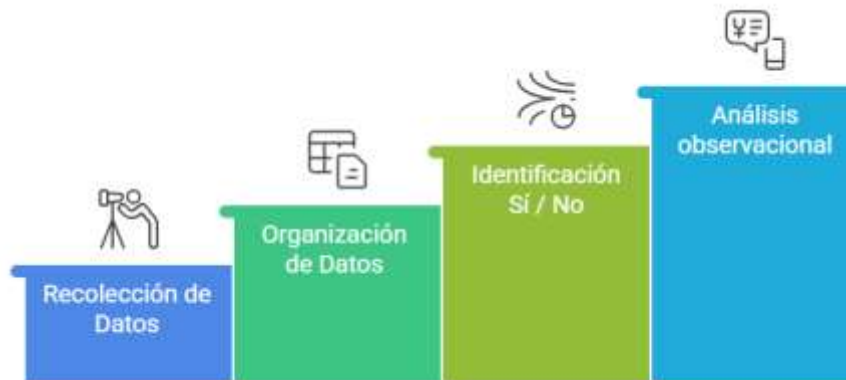 Recolección de
Datos
Organización
de Datos
Identificación
Sí / No
Análisis
observacional